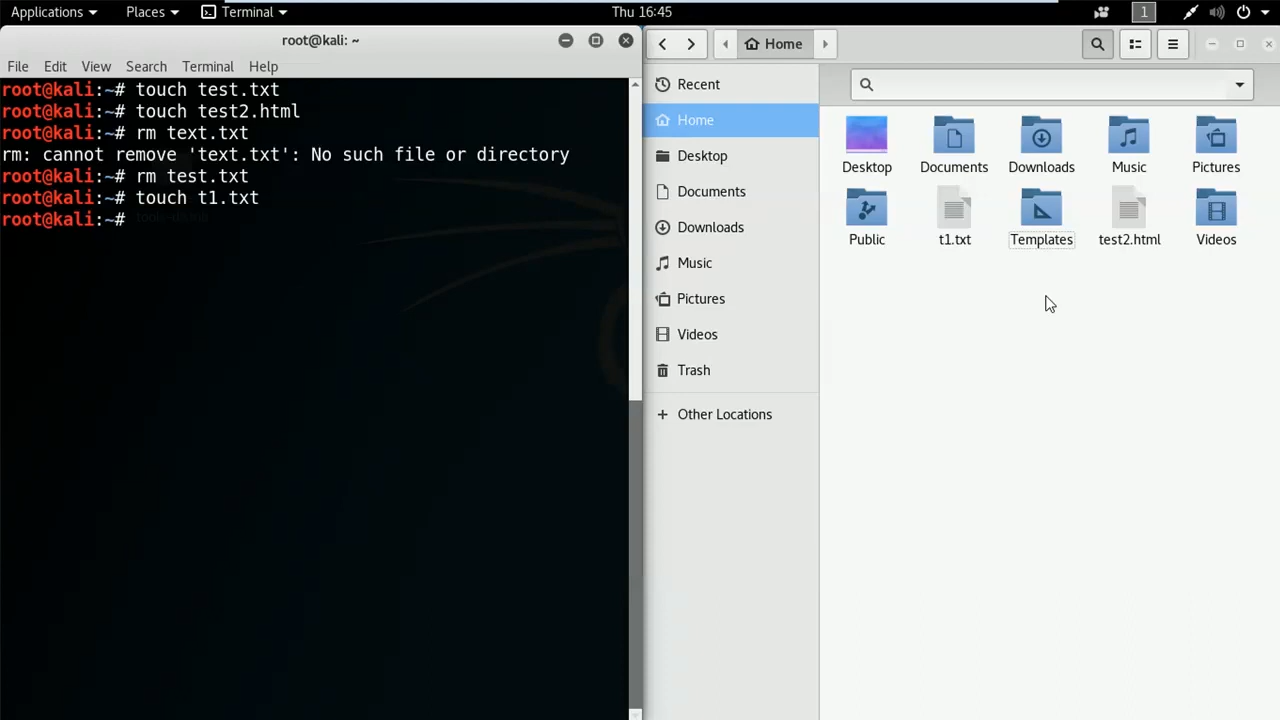 Applications Places Terminal Thu 16:45 1
root@kali: ~
File Edit View Search Terminal Help
root@kali:~# touch test.txt
root@kali:~# touch test2.html
root@kali:~# rm text.txt
rm: cannot remove 'text.txt': No such file or directory
root@kali:~# rm test.txt
root@kali:~# touch t1.txt
root@kali:~#
Home
Recent
Home
Desktop
Documents
Downloads
Music
Pictures
Videos
Trash
Other Locations
Desktop Documents Downloads Music Pictures
Public t1.txt Templates test2.html Videos